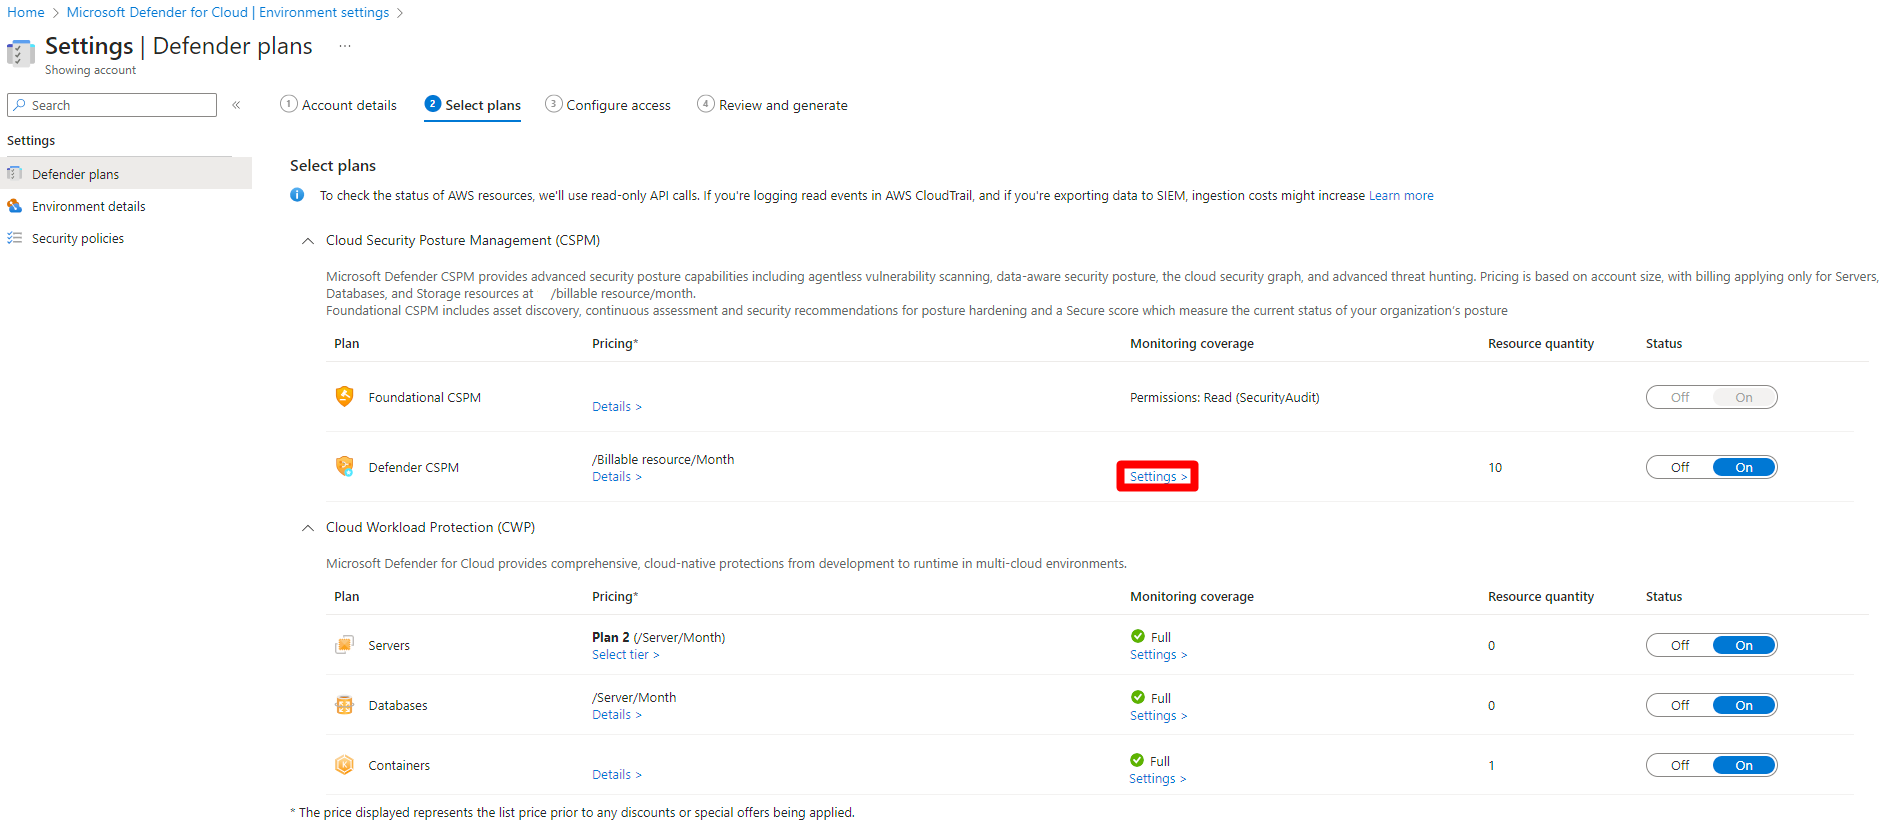 Home > Microsoft Defender for Cloud | Environment settings >
Settings | Defender plans ...
Showing account
Search «
1 Account details 2 Select plans 3 Configure access 4 Review and generate
Settings
Defender plans
Environment details
Security policies
Select plans
To check the status of AWS resources, we'll use read-only API calls. If you're logging read events in AWS CloudTrail, and if you're exporting data to SIEM, ingestion costs might increase Learn more
Cloud Security Posture Management (CSPM)
Microsoft Defender CSPM provides advanced security posture capabilities including agentless vulnerability scanning, data-aware security posture, the cloud security graph, and advanced threat hunting. Pricing is based on account size, with billing applying only for Servers,
Databases, and Storage resources at /billable resource/month.
Foundational CSPM includes asset discovery, continuous assessment and security recommendations for posture hardening and a Secure score which measure the current status of your organization's posture
Plan Pricing* Monitoring coverage Resource quantity Status
Foundational CSPM Details > Permissions: Read (SecurityAudit) Off On
Defender CSPM /Billable resource/Month 10 Off On
Details > Settings >
Cloud Workload Protection (CWP)
Microsoft Defender for Cloud provides comprehensive, cloud-native protections from development to runtime in multi-cloud environments.
Plan Pricing* Monitoring coverage Resource quantity Status
Servers Plan 2 (/Server/Month) Full 0 Off On
Select tier > Settings >
Databases /Server/Month Full 0 Off On
Details > Settings >
Containers Full 1 Off On
Details > Settings >
* The price displayed represents the list price prior to any discounts or special offers being applied.